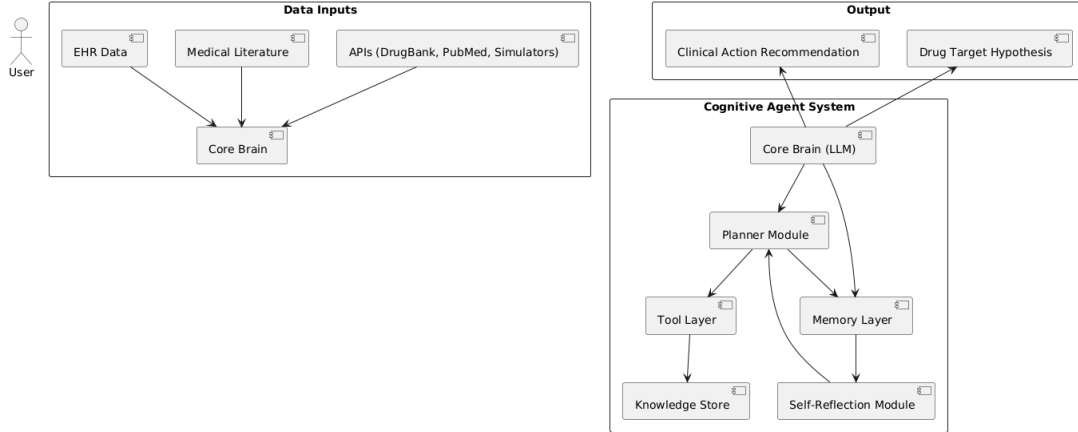 Data Inputs
EHR Data
Medical Literature
APIs (DrugBank, PubMed, Simulators)
User
Core Brain
Output
Clinical Action Recommendation
Drug Target Hypothesis
Cognitive Agent System
Core Brain (LLM)
Planner Module
Tool Layer
Memory Layer
Knowledge Store
Self-Reflection Module